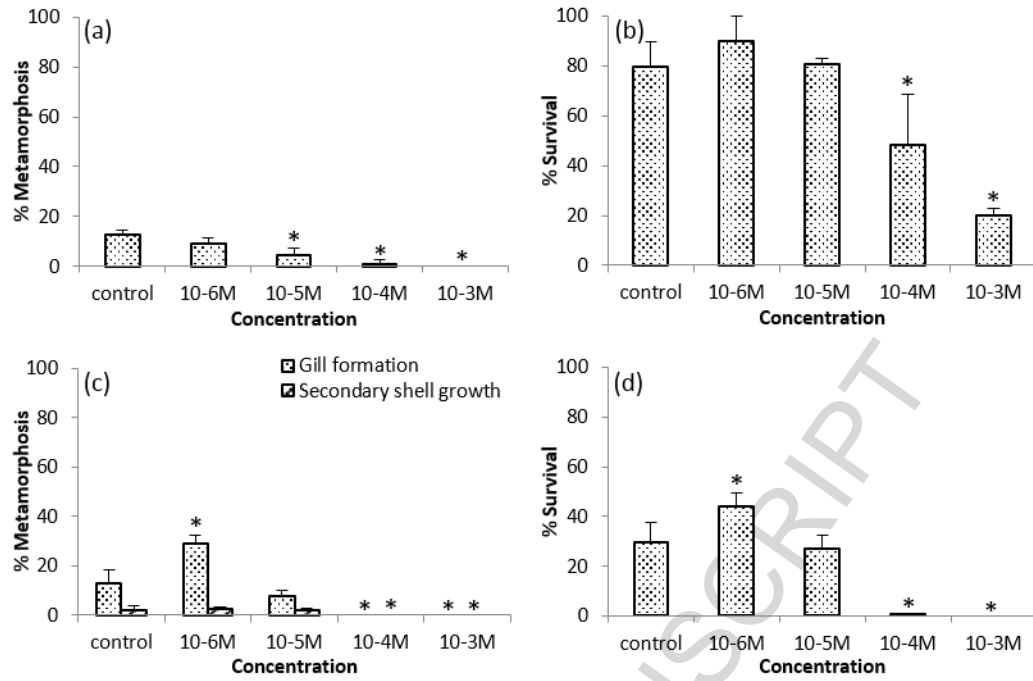 (a)
% Metamorphosis
100
80
60
40
20
0
* * *
control 10-6M 10-5M 10-4M 10-3M
Concentration
(b)
% Survival
100
80
60
40
20
0
* *
control 10-6M 10-5M 10-4M 10-3M
Concentration
(c)
Gill formation
Secondary shell growth
% Metamorphosis
100
80
60
40
20
0
* * * * *
control 10-6M 10-5M 10-4M 10-3M
Concentration
(d)
% Survival
100
80
60
40
20
0
* * *
control 10-6M 10-5M 10-4M 10-3M
Concentration
SCRIPT